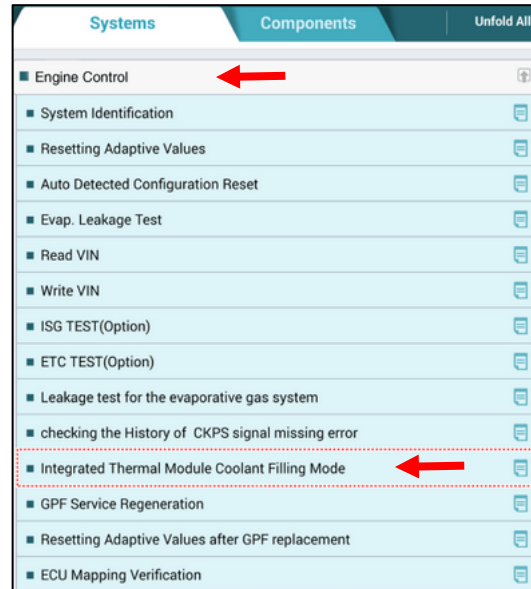 Systems
Components
Unfold All
Engine Control
System Identification
Resetting Adaptive Values
Auto Detected Configuration Reset
Evap. Leakage Test
Read VIN
Write VIN
ISG TEST(Option)
ETC TEST(Option)
Leakage test for the evaporative gas system
checking the History of CKPS signal missing error
Integrated Thermal Module Coolant Filling Mode
GPF Service Regeneration
Resetting Adaptive Values after GPF replacement
ECU Mapping Verification